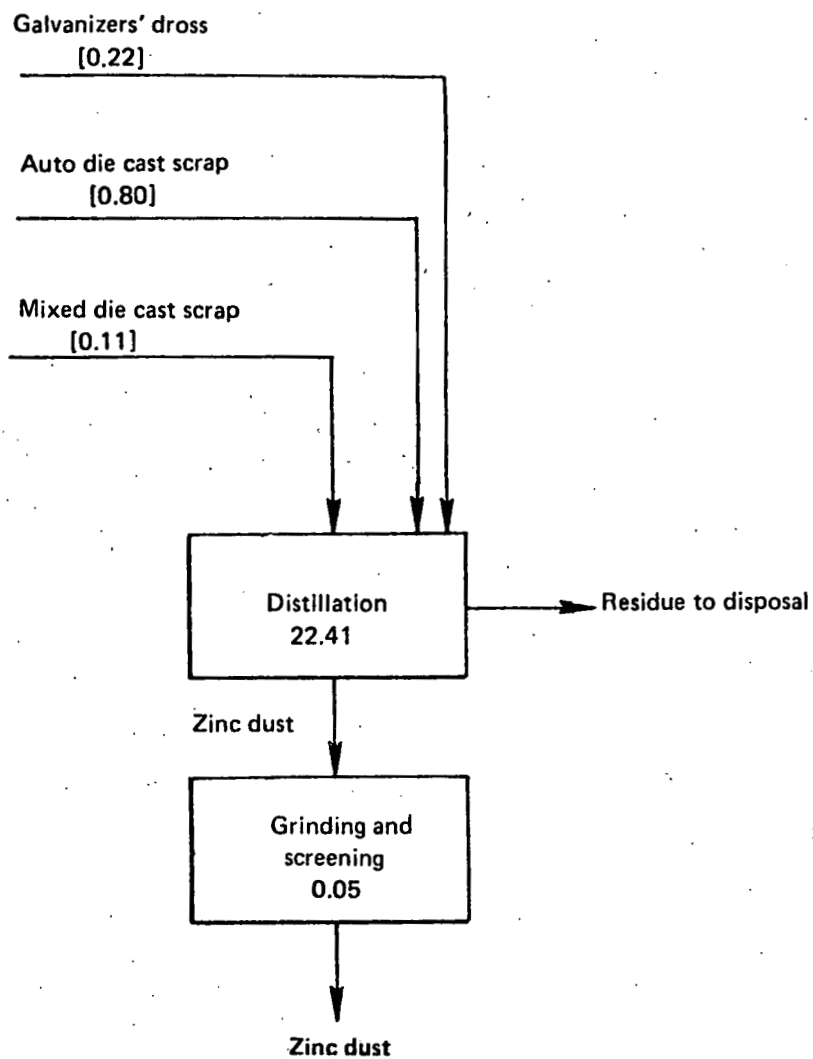 Galvanizers' dross
[0.22]
Auto die cast scrap
[0.80]
Mixed die cast scrap
[0.11]
Distillation
22.41
Residue to disposal
Zinc dust
Grinding and
screening
0.05
Zinc dust